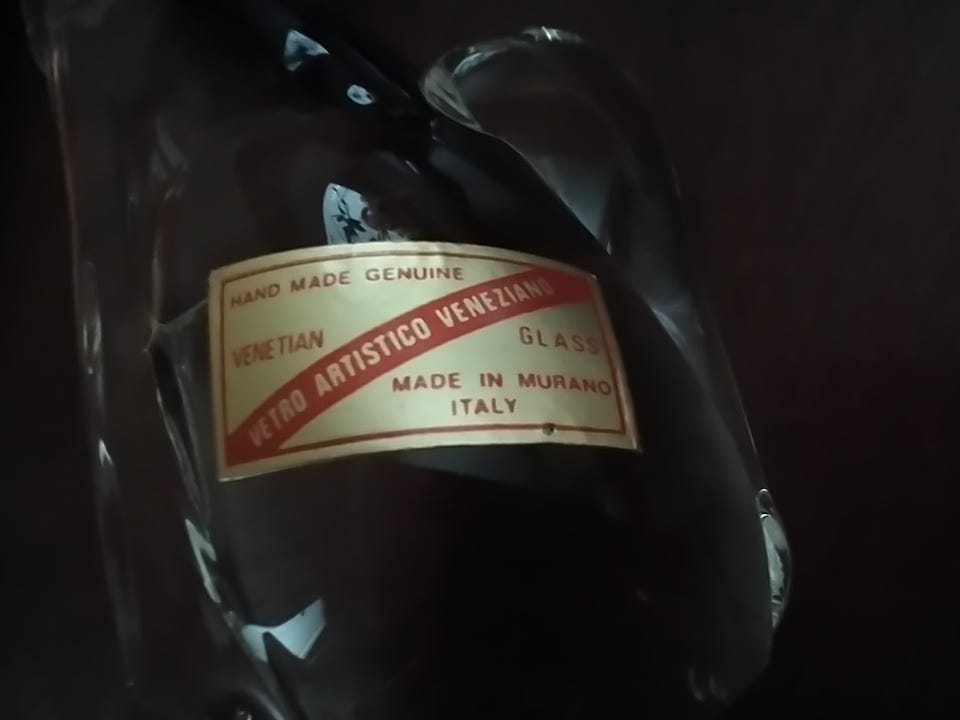 HAND MADE GENUINE
VENETIAN GLASS
VETRO ARTISTICO VENEZIANO
MADE IN MURANO
ITALY